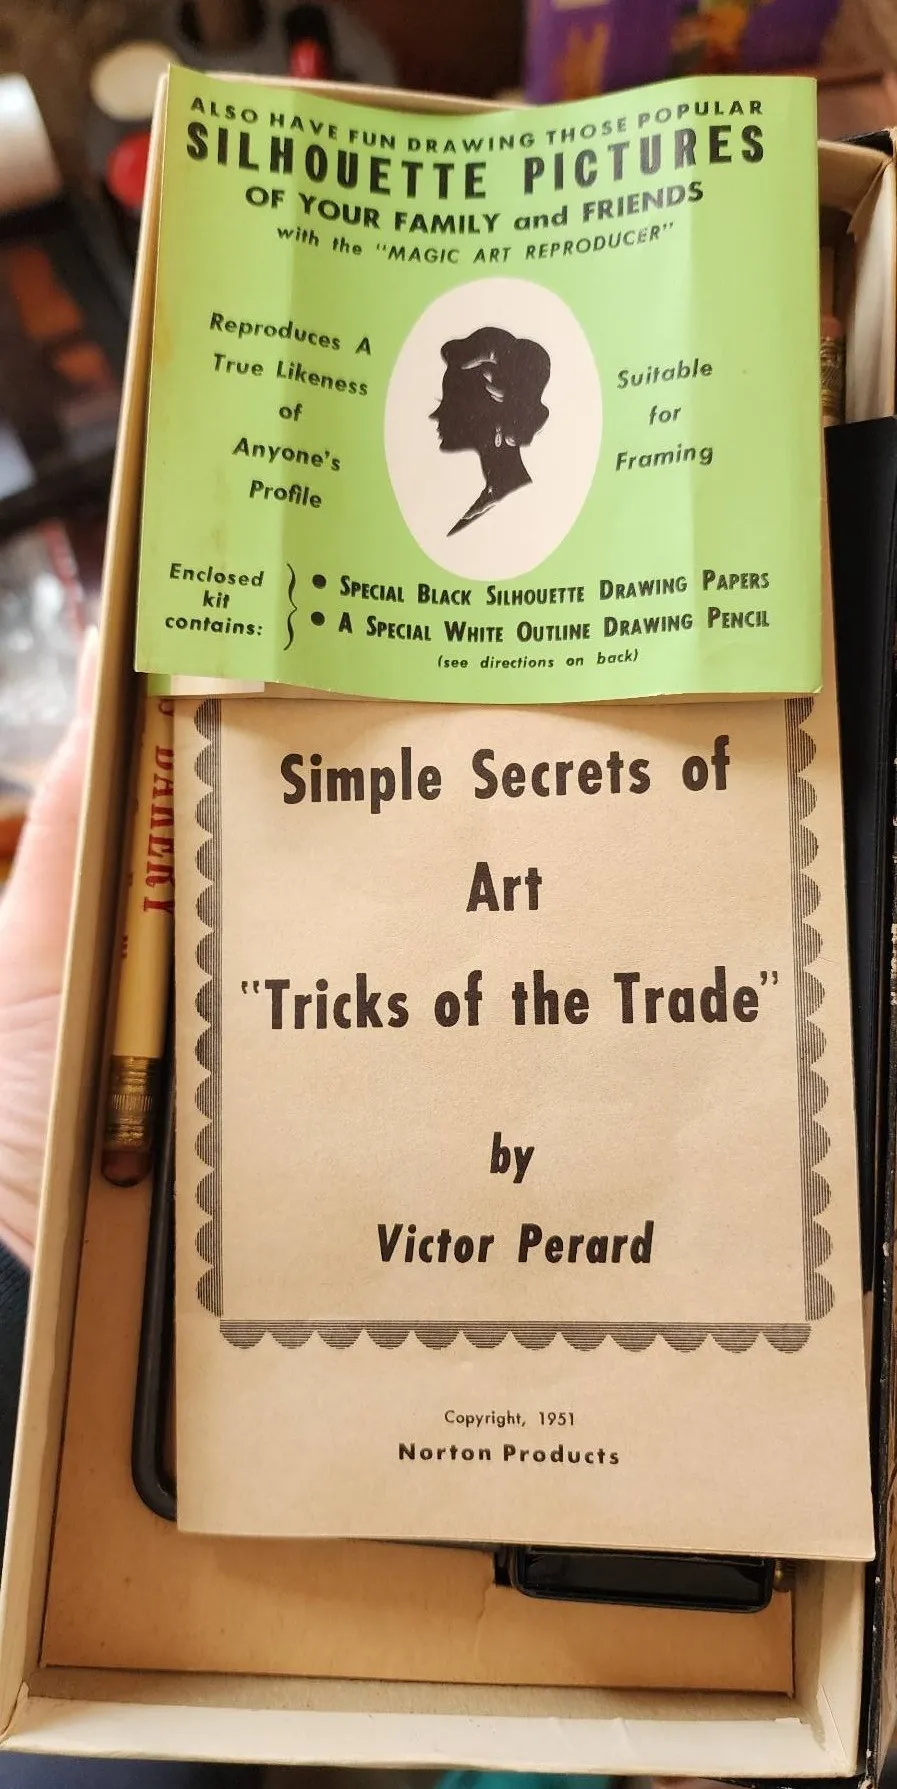 ALSO HAVE FUN DRAWING THOSE POPULAR
SILHOUETTE PICTURES
OF YOUR FAMILY and FRIENDS
with the "MAGIC ART REPRODUCER"
Reproduces A
True Likeness
of
Anyone's
Profile
Suitable
for
Framing
Enclosed
kit
contains:
• SPECIAL BLACK SILHOUETTE DRAWING PAPERS
• A SPECIAL WHITE OUTLINE DRAWING PENCIL
(see directions on back)
BAKERY
Simple Secrets of
Art
"Tricks of the Trade"
by
Victor Perard
Copyright, 1951
Norton Products